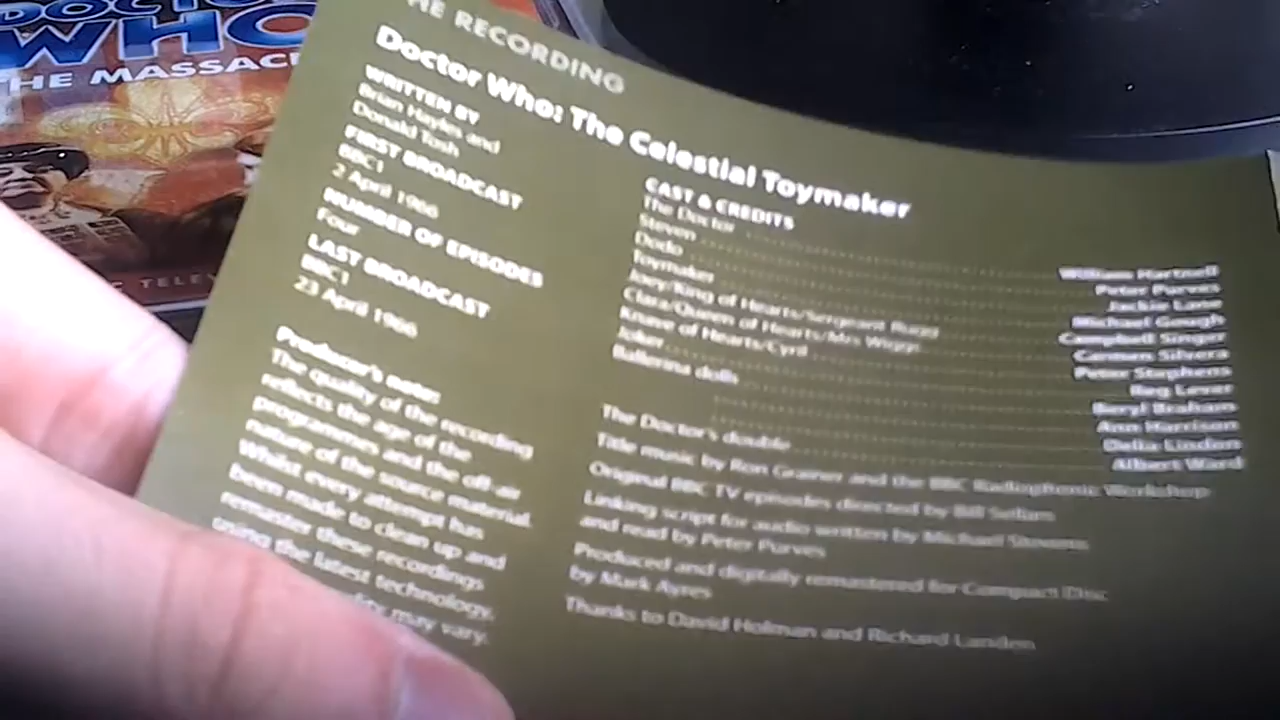 DOCTOR
WHO
THE MASSAC
TELEV
HE RECORDING
Doctor Who: The Celestial Toymaker
WRITTEN BY
Brian Hayles and
Donald Tosh
FIRST BROADCAST
BBC1
2 April 1966
NUMBER OF EPISODES
Four
LAST BROADCAST
BBC1
23 April 1966
Producer's notes
The quality of the recording
reflects the age of the
programmes and the off-air
nature of the source material.
Whilst every attempt has
been made to clean up and
remaster these recordings
using the latest technology,
may vary.
CAST & CREDITS
The Doctor William Hartnell
Steven Peter Purves
Dodo Jackie Lane
Toymaker Michael Gough
Joey/King of Hearts/Sergeant Rugg Campbell Singer
Clara/Queen of Hearts/Mrs Wiggs Carmen Silvera
Knave of Hearts/Cyril Peter Stephens
Joker Reg Lever
Ballerina dolls Beryl Braham
Ann Harrison
Delia Lindon
The Doctor's double Albert Ward
Title music by Ron Grainer and the BBC Radiophonic Workshop
Original BBC TV episodes directed by Bill Sellars
Linking script for audio written by Michael Stevens
and read by Peter Purves
Produced and digitally remastered for Compact Disc
by Mark Ayres
Thanks to David Holman and Richard Landen